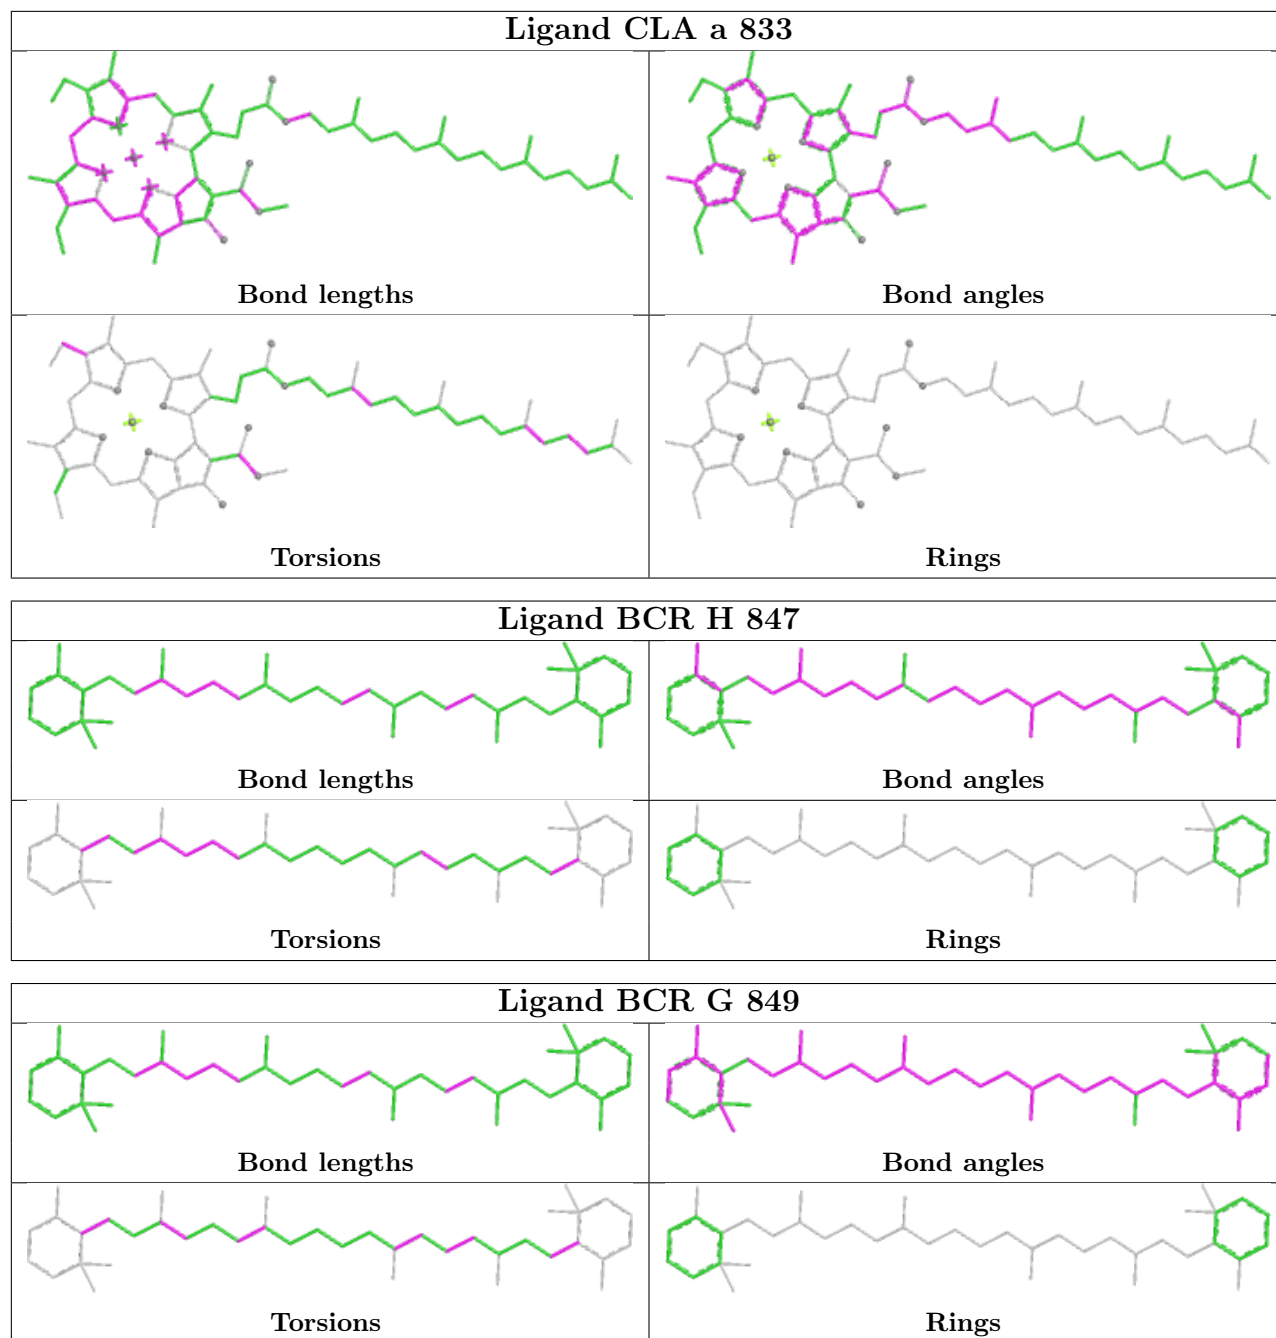 Ligand CLA a 833
Bond lengths
Bond angles
Torsions
Rings
Ligand BCR H 847
Bond lengths
Bond angles
Torsions
Rings
Ligand BCR G 849
Bond lengths
Bond angles
Torsions
Rings